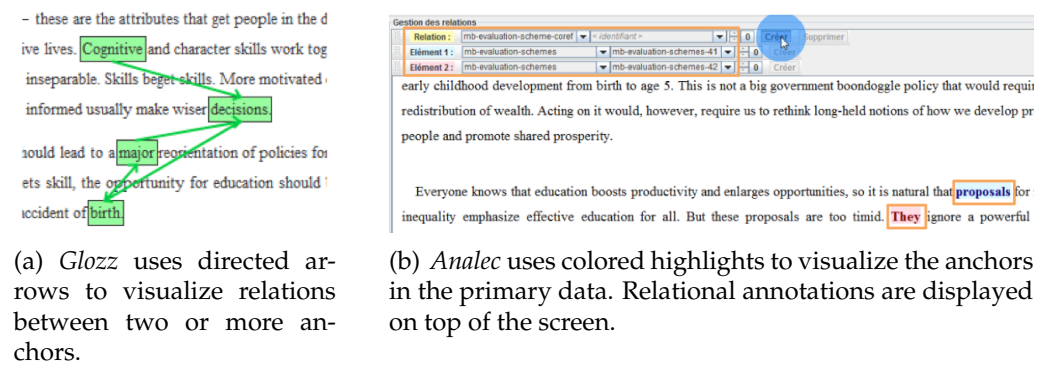 – these are the attributes that get people in the d
ive lives. Cognitive and character skills work tog
inseparable. Skills beget skills. More motivated
informed usually make wiser decisions.
ould lead to a major reorientation of policies for
ets skill, the opportunity for education should
accident of birth.
(a) Glozz uses directed ar-
rows to visualize relations
between two or more an-
chors.
Gestion des relations
Relation : mb-evaluation-scheme-coref < identifiant > 0 Créer Supprimer
Elément 1 : mb-evaluation-schemes mb-evaluation-schemes-41 0 Créer
Elément 2 : mb-evaluation-schemes mb-evaluation-schemes-42 0 Créer
early childhood development from birth to age 5. This is not a big government boondoggle policy that would requir
redistribution of wealth. Acting on it would, however, require us to rethink long-held notions of how we develop pr
people and promote shared prosperity.
Everyone knows that education boosts productivity and enlarges opportunities, so it is natural that proposals for
inequality emphasize effective education for all. But these proposals are too timid. They ignore a powerful
(b) Analec uses colored highlights to visualize the anchors
in the primary data. Relational annotations are displayed
on top of the screen.